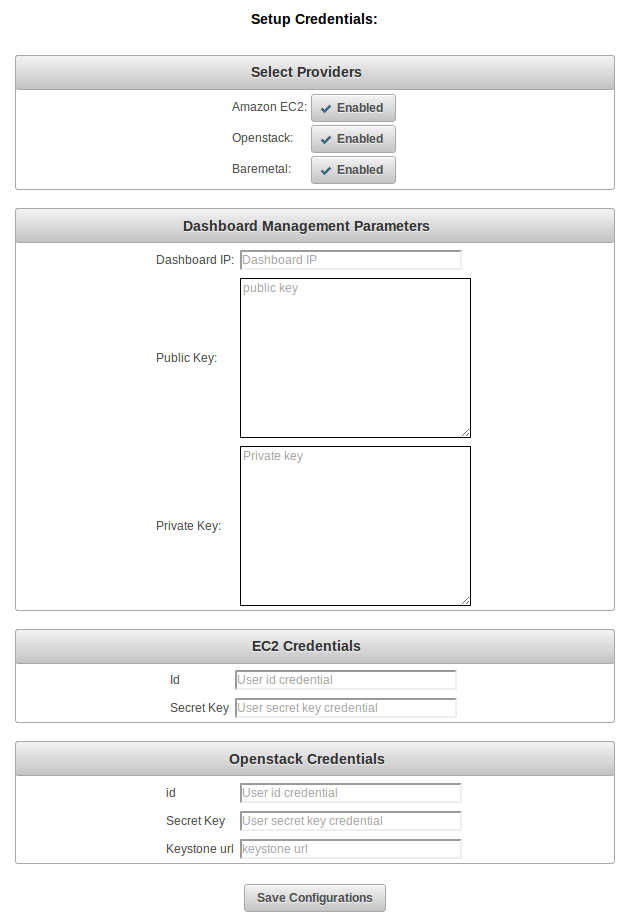 Setup Credentials:
Select Providers
Amazon EC2: Enabled
Openstack: Enabled
Baremetal: Enabled
Dashboard Management Parameters
Dashboard IP: Dashboard IP
public key
Public Key:
Private key
Private Key:
EC2 Credentials
Id User id credential
Secret Key User secret key credential
Openstack Credentials
id User id credential
Secret Key User secret key credential
Keystone url keystone url
Save Configurations